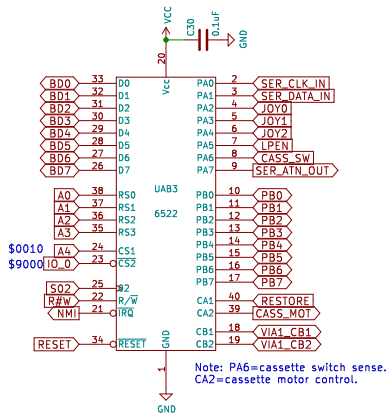 VCC
C30
0.1uF
GND
20
Vcc
BD0 33 D0 PA0 2 SER_CLK_IN
BD1 32 D1 PA1 3 SER_DATA_IN
BD2 31 D2 PA2 4 JOY0
BD3 30 D3 PA3 5 JOY1
BD4 29 D4 PA4 6 JOY2
BD5 28 D5 PA5 7 LPEN
BD6 27 D6 PA6 8 CASS_SW
BD7 26 D7 PA7 9 SER_ATN_OUT
UAB3
6522
A0 38 RS0 PB0 10 PB0
A1 37 RS1 PB1 11 PB1
A2 36 RS2 PB2 12 PB2
A3 35 RS3 PB3 13 PB3
PB4 14 PB4
$0010 A4 24 CS1 PB5 15 PB5
$9000 IO_0 23 CS2 PB6 16 PB6
PB7 17 PB7
S02 25 ø2
R#W 22 R/W CA1 40 RESTORE
NMI 21 IRQ CA2 39 CASS_MOT
CB1 18 VIA1_CB1
RESET 34 RESET CB2 19 VIA1_CB2
GND
1
GND
Note: PA6=cassette switch sense.
CA2=cassette motor control.